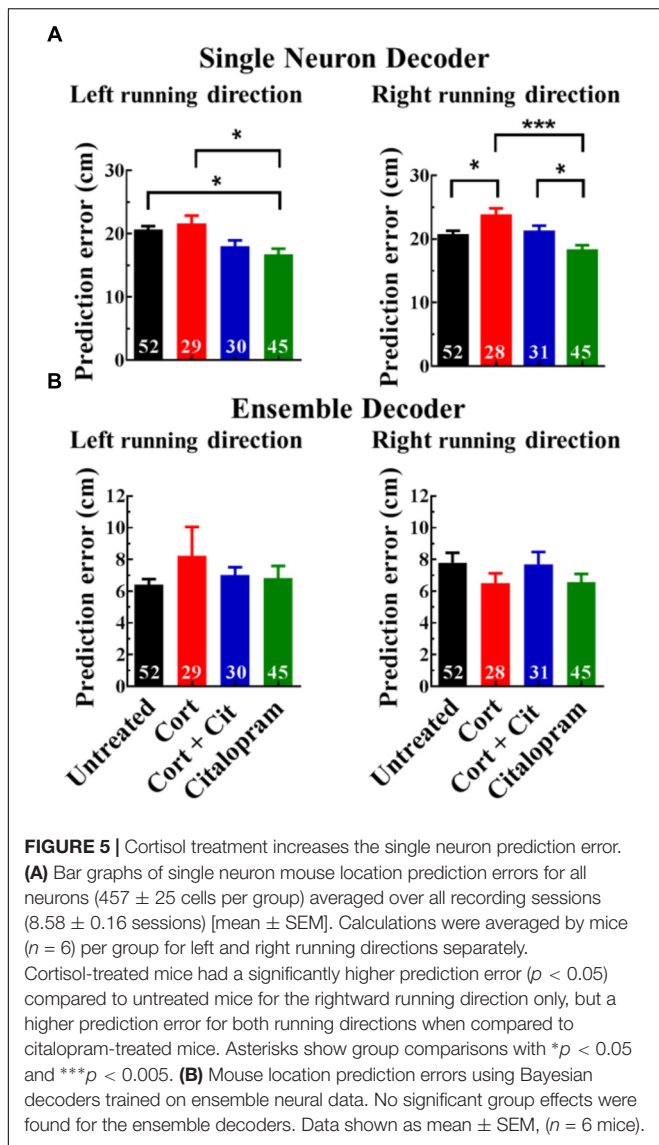 A
Single Neuron Decoder
Left running direction
Right running direction
*
*
***
*
*
Prediction error (cm)
30
20
10
0
52
29
30
45
Prediction error (cm)
30
20
10
0
52
28
31
45
B
Ensemble Decoder
Left running direction
Right running direction
Prediction error (cm)
12
10
8
6
4
2
0
52
29
30
45
Untreated
Cort
Cort + Cit
Citalopram
Prediction error (cm)
12
10
8
6
4
2
0
52
28
31
45
Untreated
Cort
Cort + Cit
Citalopram
FIGURE 5 | Cortisol treatment increases the single neuron prediction error.
(A) Bar graphs of single neuron mouse location prediction errors for all
neurons (457 ± 25 cells per group) averaged over all recording sessions
(8.58 ± 0.16 sessions) [mean ± SEM]. Calculations were averaged by mice
(n = 6) per group for left and right running directions separately.
Cortisol-treated mice had a significantly higher prediction error (p < 0.05)
compared to untreated mice for the rightward running direction only, but a
higher prediction error for both running directions when compared to
citalopram-treated mice. Asterisks show group comparisons with *p < 0.05
and ***p < 0.005. (B) Mouse location prediction errors using Bayesian
decoders trained on ensemble neural data. No significant group effects were
found for the ensemble decoders. Data shown as mean ± SEM, (n = 6 mice).